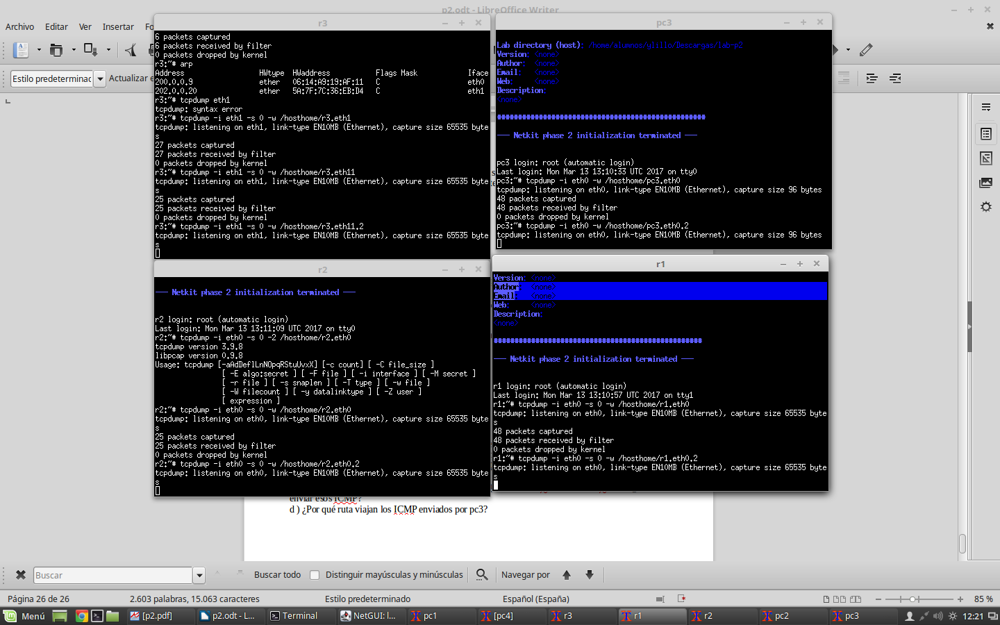 p2.odt - LibreOffice Writer
Archivo Editar Ver Insertar Fo
Estilo predeterminac Actualizar e
r3
6 packets captured
6 packets received by filter
0 packets dropped by kernel
r3:~# arp
Address HWtype HWaddress Flags Mask Iface
200.0.0.9 ether 06:14:A9:19:AF:11 C eth0
202.0.0.20 ether 5A:7F:7C:36:EB:D4 C eth1
r3:~# tcpdump eth1
tcpdump: syntax error
r3:~# tcpdump -i eth1 -s 0 -w /hosthome/r3.eth1
tcpdump: listening on eth1, link-type EN10MB (Ethernet), capture size 65535 byte
s
27 packets captured
27 packets received by filter
0 packets dropped by kernel
r3:~# tcpdump -i eth1 -s 0 -w /hosthome/r3.eth11
tcpdump: listening on eth1, link-type EN10MB (Ethernet), capture size 65535 byte
s
25 packets captured
25 packets received by filter
0 packets dropped by kernel
r3:~# tcpdump -i eth1 -s 0 -w /hosthome/r3.eth11.2
tcpdump: listening on eth1, link-type EN10MB (Ethernet), capture size 65535 byte
s
pc3
Lab directory (host): /home/alumnos/ylillo/Descargas/lab-p2
Version: <none>
Author: <none>
Email: <none>
Web: <none>
Description:
<none>
##################################################
--- Netkit phase 2 initialization terminated ---
pc3 login: root (automatic login)
Last login: Mon Mar 13 13:10:33 UTC 2017 on tty0
pc3:~# tcpdump -i eth0 -w /hosthome/pc3.eth0
tcpdump: listening on eth0, link-type EN10MB (Ethernet), capture size 96 bytes
48 packets captured
48 packets received by filter
0 packets dropped by kernel
pc3:~# tcpdump -i eth0 -w /hosthome/pc3.eth0.2
tcpdump: listening on eth0, link-type EN10MB (Ethernet), capture size 96 bytes
r2
--- Netkit phase 2 initialization terminated ---
r2 login: root (automatic login)
Last login: Mon Mar 13 13:11:09 UTC 2017 on tty0
r2:~# tcpdump -i eth0 -s 0 -2 /hosthome/r2.eth0
tcpdump version 3.9.8
libpcap version 0.9.8
Usage: tcpdump [-aAdDeflLnNOpqRStuUvxX] [-c count] [ -C file_size ]
[ -E algo:secret ] [ -F file ] [ -i interface ] [ -M secret ]
[ -r file ] [ -s snaplen ] [ -T type ] [ -w file ]
[ -W filecount ] [ -y datalinktype ] [ -Z user ]
[ expression ]
r2:~# tcpdump -i eth0 -s 0 -w /hosthome/r2.eth0
tcpdump: listening on eth0, link-type EN10MB (Ethernet), capture size 65535 byte
s
25 packets captured
25 packets received by filter
0 packets dropped by kernel
r2:~# tcpdump -i eth0 -s 0 -w /hosthome/r2.eth0.2
tcpdump: listening on eth0, link-type EN10MB (Ethernet), capture size 65535 byte
s
r1
Version: <none>
Author: <none>
Email: <none>
Web: <none>
Description:
<none>
##################################################
--- Netkit phase 2 initialization terminated ---
r1 login: root (automatic login)
Last login: Mon Mar 13 13:10:57 UTC 2017 on tty1
r1:~# tcpdump -i eth0 -s 0 -w /hosthome/r1.eth0
tcpdump: listening on eth0, link-type EN10MB (Ethernet), capture size 65535 byte
s
48 packets captured
48 packets received by filter
0 packets dropped by kernel
r1:~# tcpdump -i eth0 -s 0 -w /hosthome/r1.eth0.2
tcpdump: listening on eth0, link-type EN10MB (Ethernet), capture size 65535 byte
s
enviar esos ICMP?
d ) ¿Por qué ruta viajan los ICMP enviados por pc3?
Buscar Buscar todo Distinguir mayúsculas y minúsculas Navegar por
Página 26 de 26 2.603 palabras, 15.063 caracteres Estilo predeterminado Español (España) 85 %
Menú [p2.pdf] p2.odt - L... Terminal NetGUI: l... pc1 [pc4] r3 r1 r2 pc2 pc3 12:21